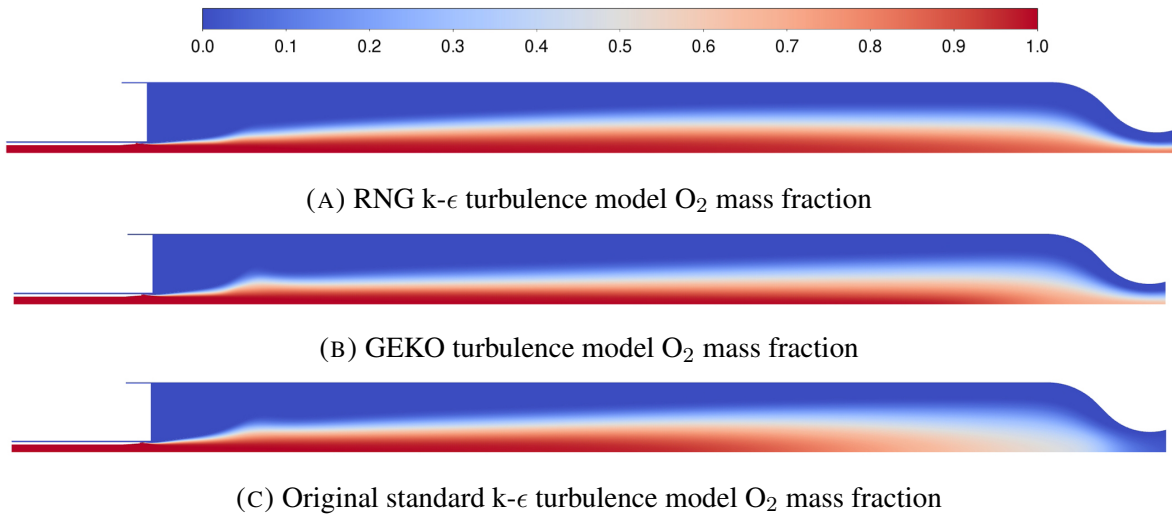 0.0 0.1 0.2 0.3 0.4 0.5 0.6 0.7 0.8 0.9 1.0
(A) RNG k-ϵ turbulence model O₂ mass fraction
(B) GEKO turbulence model O₂ mass fraction
(C) Original standard k-ϵ turbulence model O₂ mass fraction